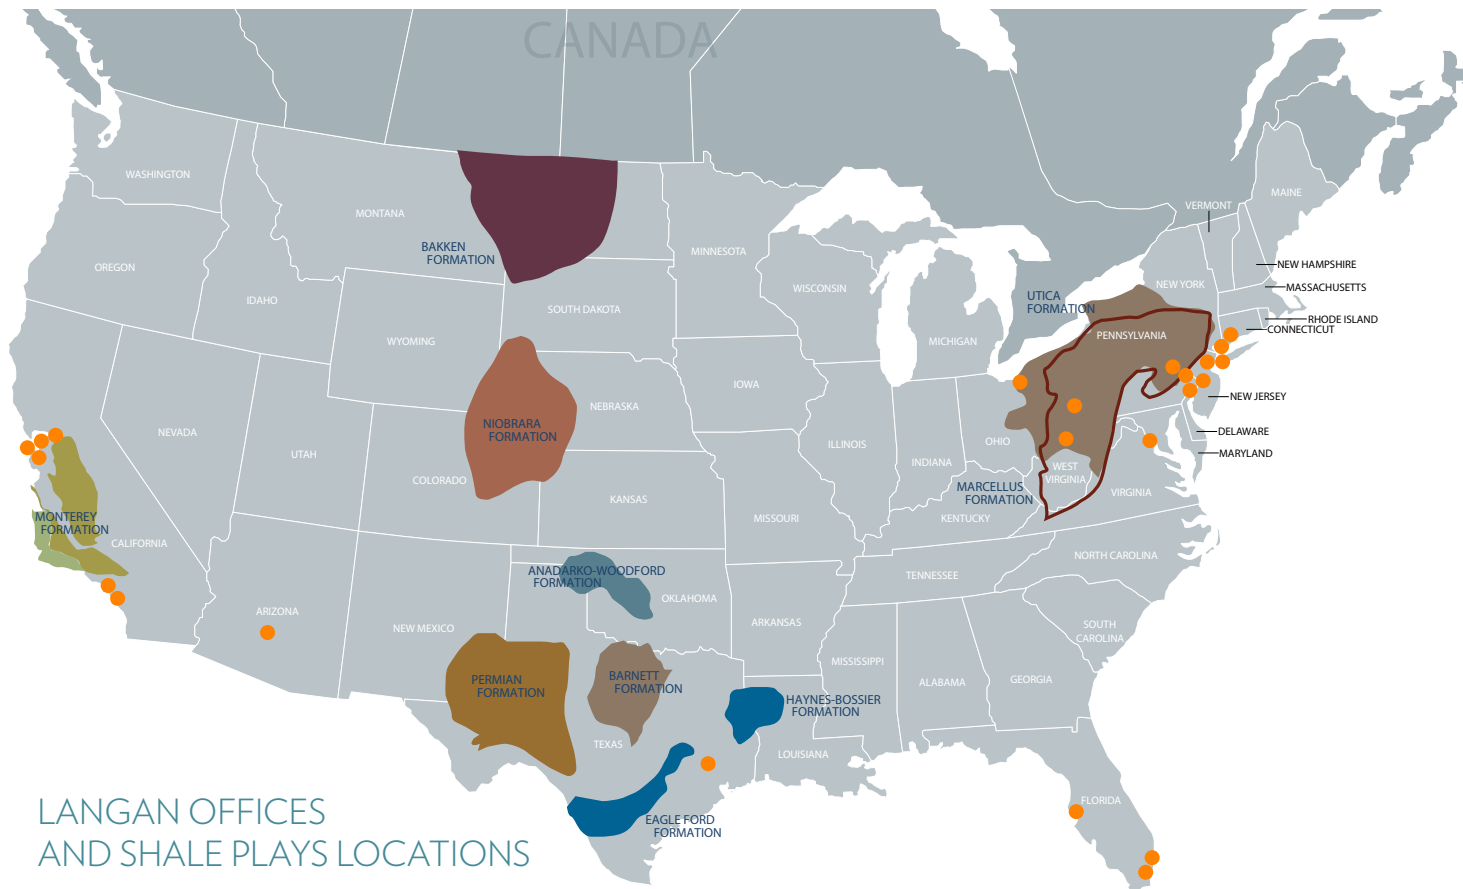 CANADA
WASHINGTON
MONTANA
MAINE
VERMONT
OREGON
IDAHO
BAKKEN
FORMATION
MINNESOTA
NEW HAMPSHIRE
MASSACHUSETTS
WISCONSIN
NEW YORK
UTICA
FORMATION
SOUTH DAKOTA
RHODE ISLAND
CONNECTICUT
WYOMING
MICHIGAN
PENNSYLVANIA
IOWA
NEBRASKA
NEW JERSEY
NIOBRARA
FORMATION
NEVADA
UTAH
COLORADO
KANSAS
ILLINOIS
INDIANA
OHIO
DELAWARE
MARYLAND
WEST
VIRGINIA
VIRGINIA
MARCELLUS
FORMATION
MONTEREY
FORMATION
CALIFORNIA
MISSOURI
KENTUCKY
NORTH CAROLINA
TENNESSEE
ANADARKO-WOODFORD
FORMATION
OKLAHOMA
ARIZONA
NEW MEXICO
ARKANSAS
SOUTH
CAROLINA
MISSISSIPPI
ALABAMA
GEORGIA
PERMIAN
FORMATION
BARNETT
FORMATION
HAYNES-BOSSIER
FORMATION
TEXAS
LOUISIANA
FLORIDA
EAGLE FORD
FORMATION
LANGAN OFFICES
AND SHALE PLAYS LOCATIONS